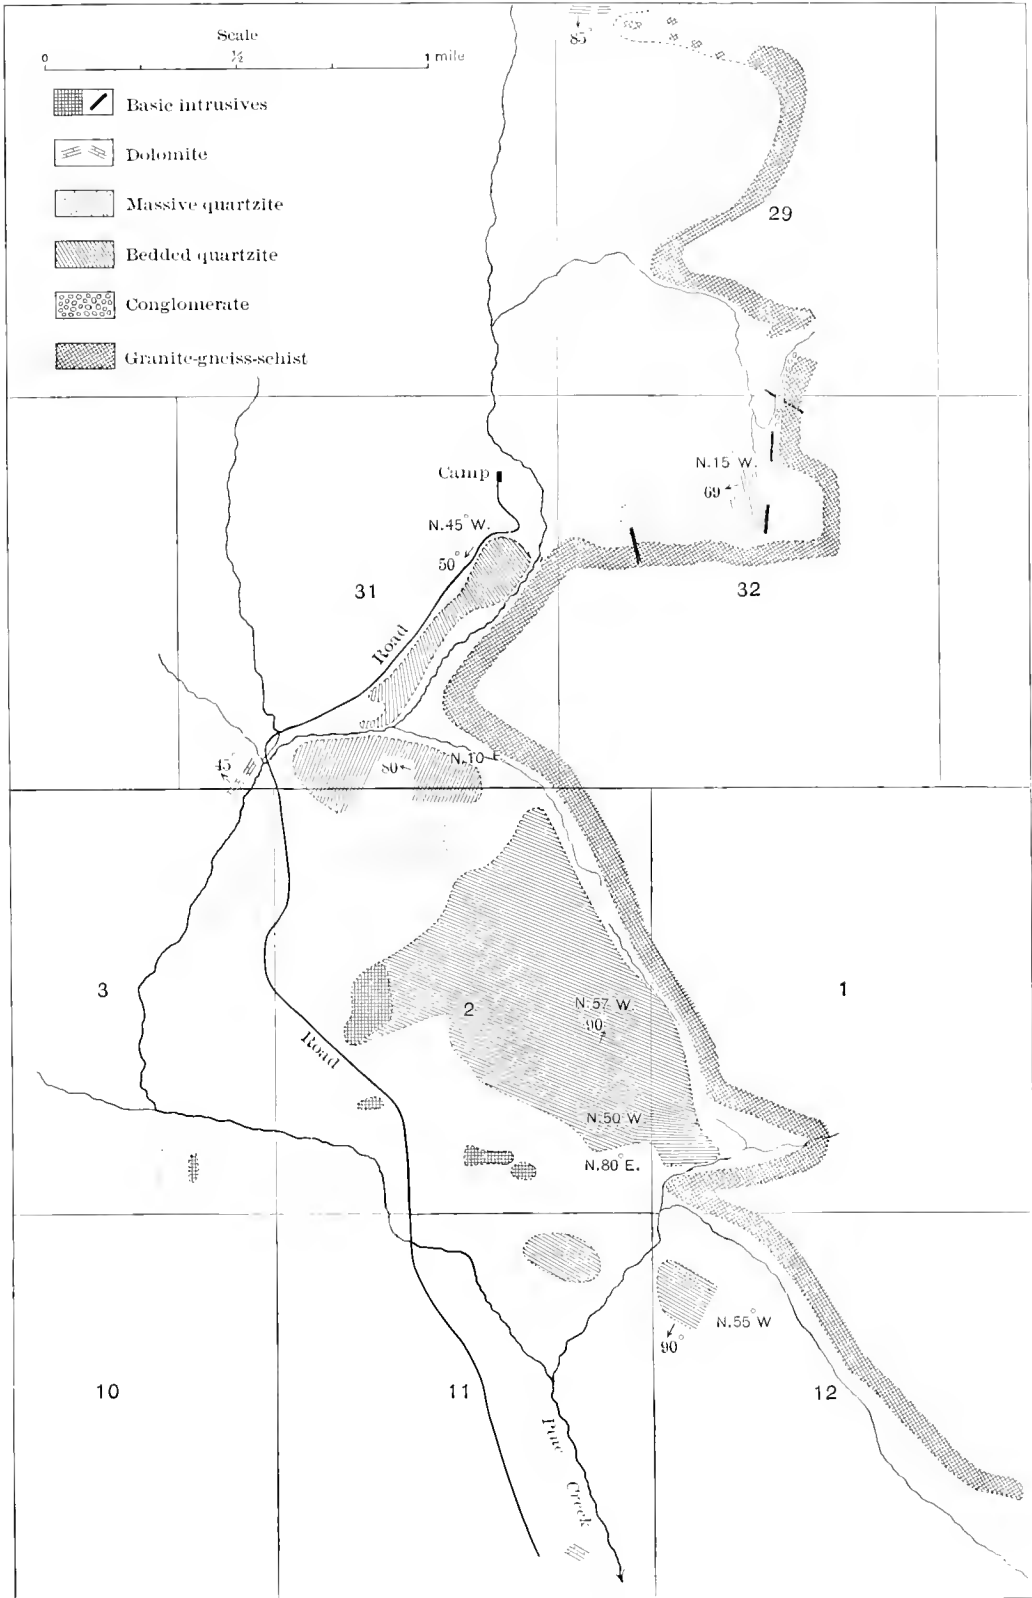 Scale
0 ½ 1 mile
Basic intrusives
Dolomite
Massive quartzite
Bedded quartzite
Conglomerate
Granite-gneiss-schist
85°
29
Camp
N.15°W.
69
N.45°W.
50°
31
32
Road
45°
80
N.10°E
3
2
N.57 W.
90
1
Road
N.50°W.
N.80°E.
N.55°W
90°
10
11
12
Pine Creek